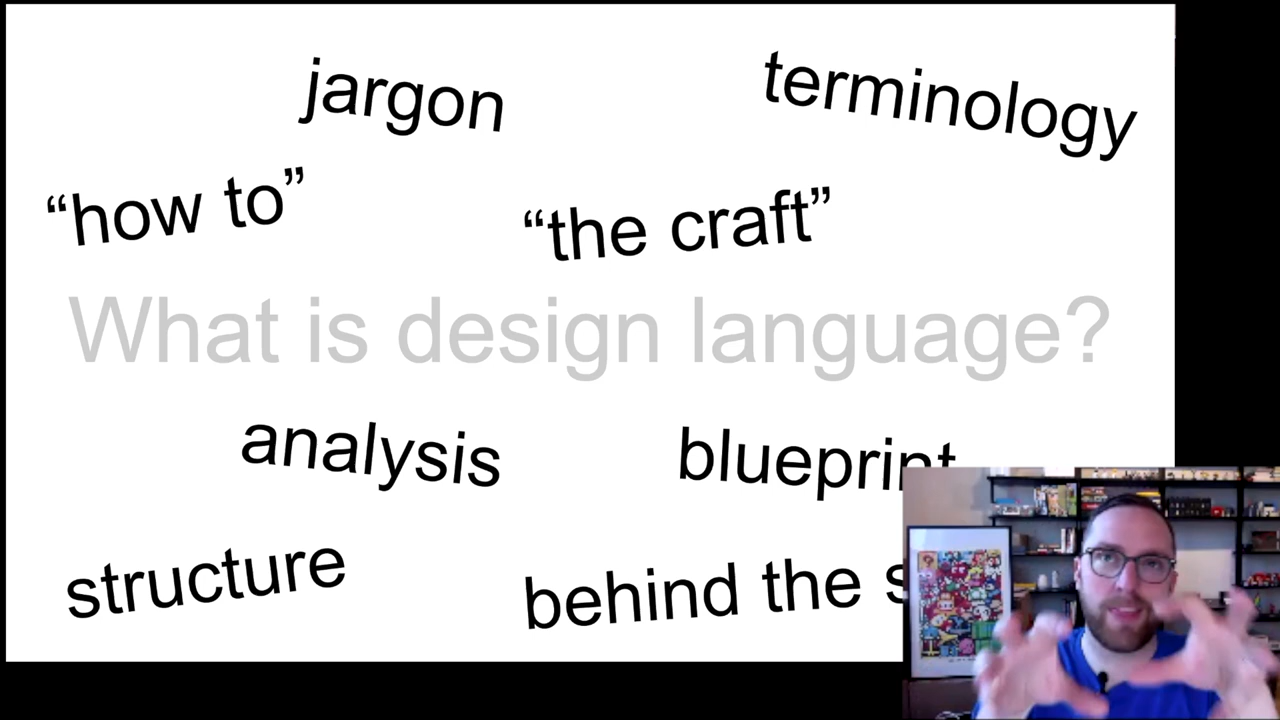 jargon
terminology
“how to”
“the craft”
What is design language?
analysis
blueprint
structure
behind the